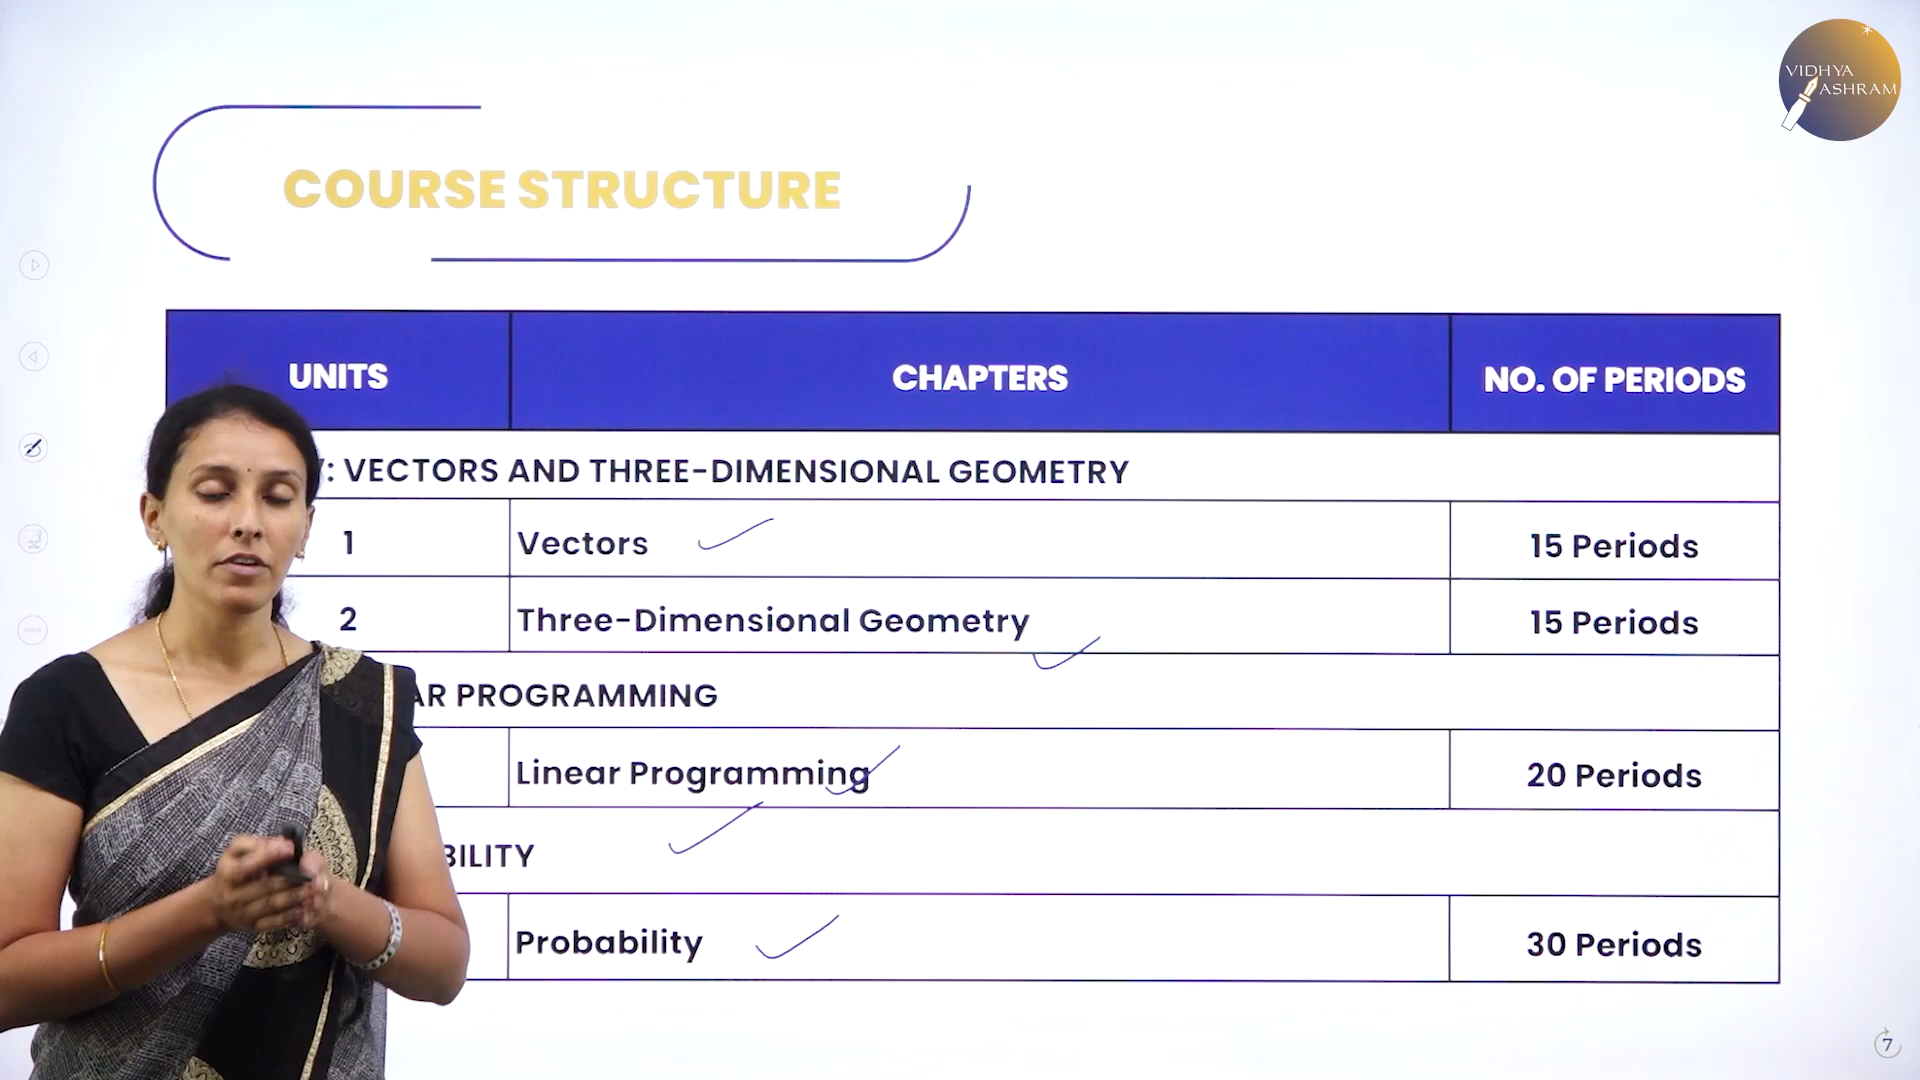 VIDHYA
ASHRAM
COURSE STRUCTURE
UNITS CHAPTERS NO. OF PERIODS
: VECTORS AND THREE-DIMENSIONAL GEOMETRY
1 Vectors 15 Periods
2 Three-Dimensional Geometry 15 Periods
AR PROGRAMMING
Linear Programming 20 Periods
BILITY
Probability 30 Periods
7